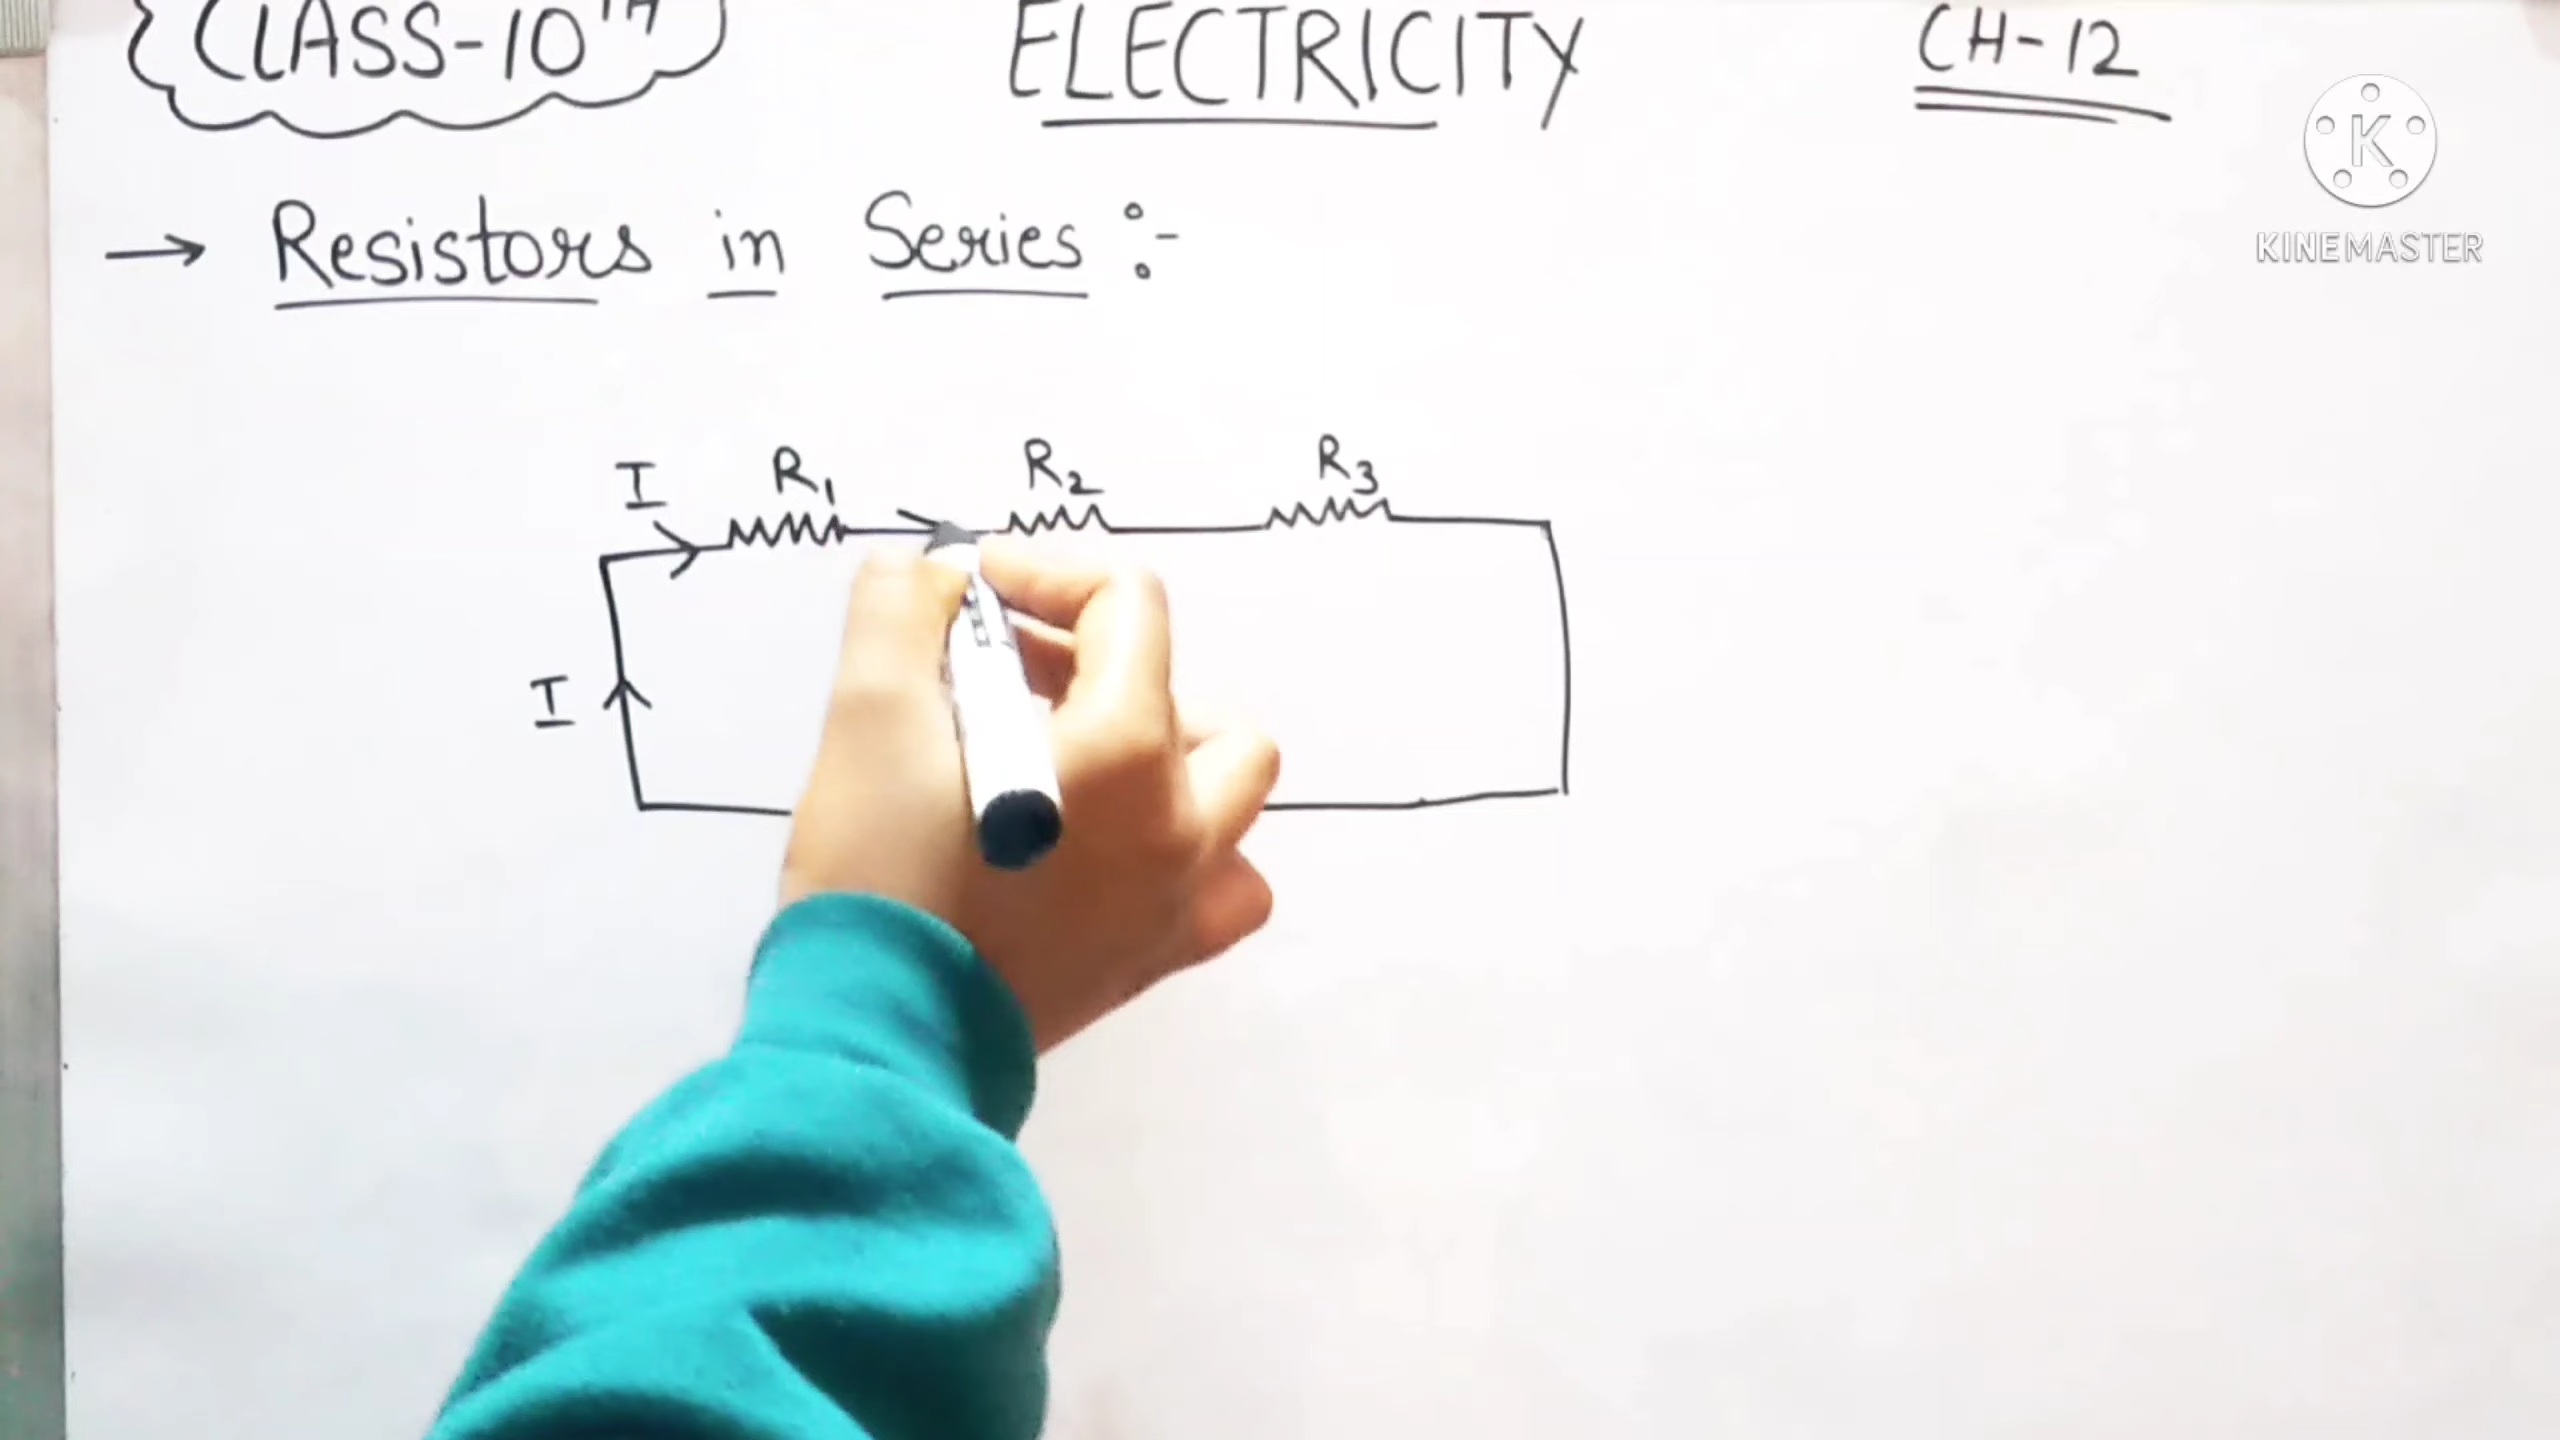 CLASS-10TH ELECTRICITY CH-12
K
KINEMASTER
→ Resistors in Series :-
I R1 R2 R3
I